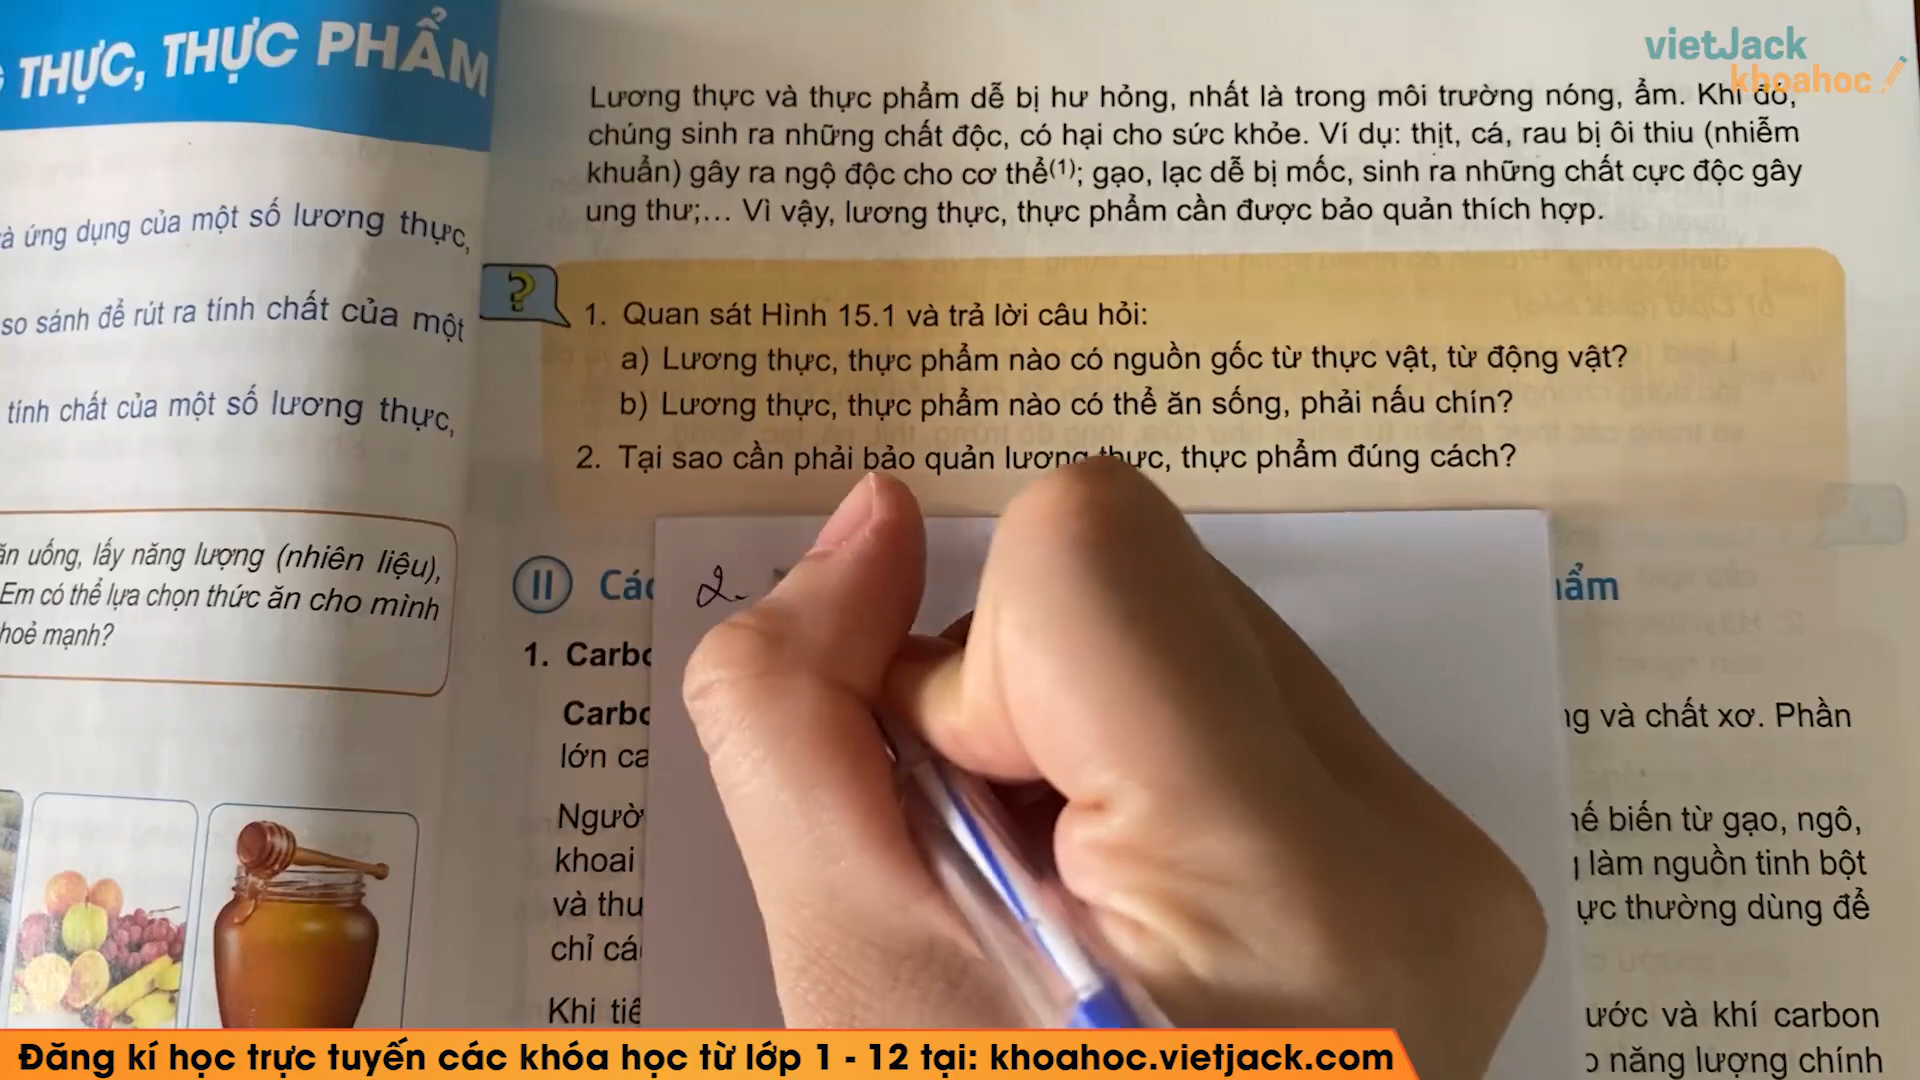 THỰC, THỰC PHẨM
à ứng dụng của một số lương thực,
so sánh để rút ra tính chất của một
tính chất của một số lương thực,
ăn uống, lấy năng lượng (nhiên liệu),
Em có thể lựa chọn thức ăn cho mình
hoẻ mạnh?
vietJack
khoahoc
Lương thực và thực phẩm dễ bị hư hỏng, nhất là trong môi trường nóng, ẩm. Khi đó,
chúng sinh ra những chất độc, có hại cho sức khỏe. Ví dụ: thịt, cá, rau bị ôi thiu (nhiễm
khuẩn) gây ra ngộ độc cho cơ thể(1); gạo, lạc dễ bị mốc, sinh ra những chất cực độc gây
ung thư;... Vì vậy, lương thực, thực phẩm cần được bảo quản thích hợp.
?
1. Quan sát Hình 15.1 và trả lời câu hỏi:
a) Lương thực, thực phẩm nào có nguồn gốc từ thực vật, từ động vật?
b) Lương thực, thực phẩm nào có thể ăn sống, phải nấu chín?
2. Tại sao cần phải bảo quản lương thực, thực phẩm đúng cách?
2.
II Các
1. Carbo
Carbo ng và chất xơ. Phần
lớn ca
Ngườ hế biến từ gạo, ngô,
khoai làm nguồn tinh bột
và thu ực thường dùng để
chỉ cá
Khi tiê ước và khí carbon
năng lượng chính
Đăng kí học trực tuyến các khóa học từ lớp 1 - 12 tại: khoahoc.vietjack.com